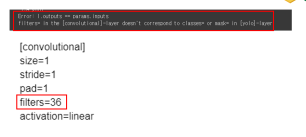 Error: l.outputs == params.inputs
filters= in the [convolutional]-layer doesn't correspond to classes= or mask= in [yolo]-layer
[convolutional]
size=1
stride=1
pad=1
filters=36
activation=linear